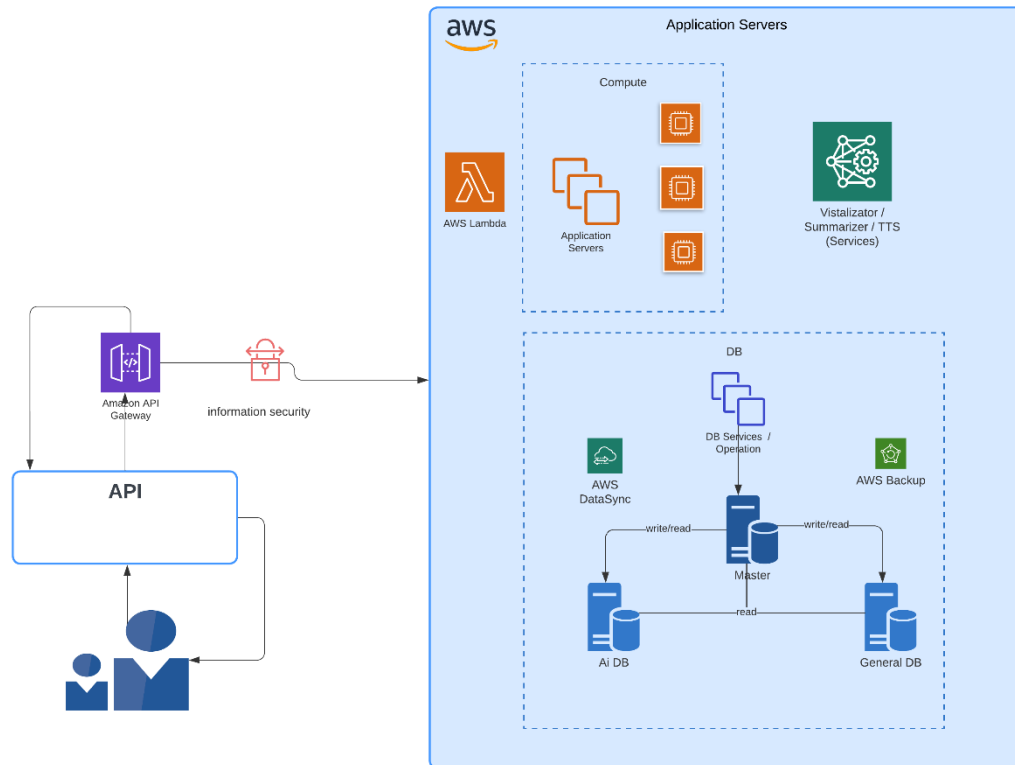 aws
Application Servers
Compute
AWS Lambda
Application
Servers
Vistalizator /
Summarizer / TTS
(Services)
Amazon API
Gateway
information security
API
DB
DB Services /
Operation
AWS
DataSync
AWS Backup
write/read
write/read
Master
read
Ai DB
General DB